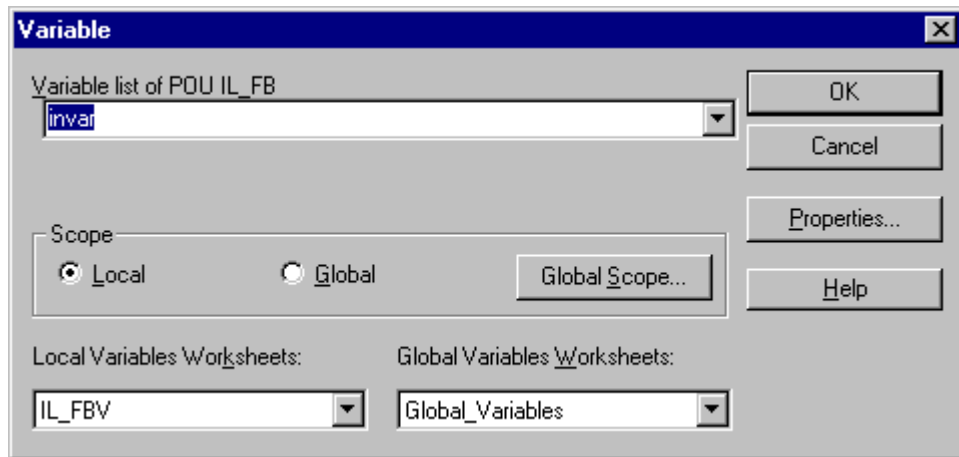 Variable
Variable list of POU IL_FB
invar
OK
Cancel
Properties...
Help
Scope
Local
Global
Global Scope...
Local Variables Worksheets:
Global Variables Worksheets:
IL_FBV
Global_Variables